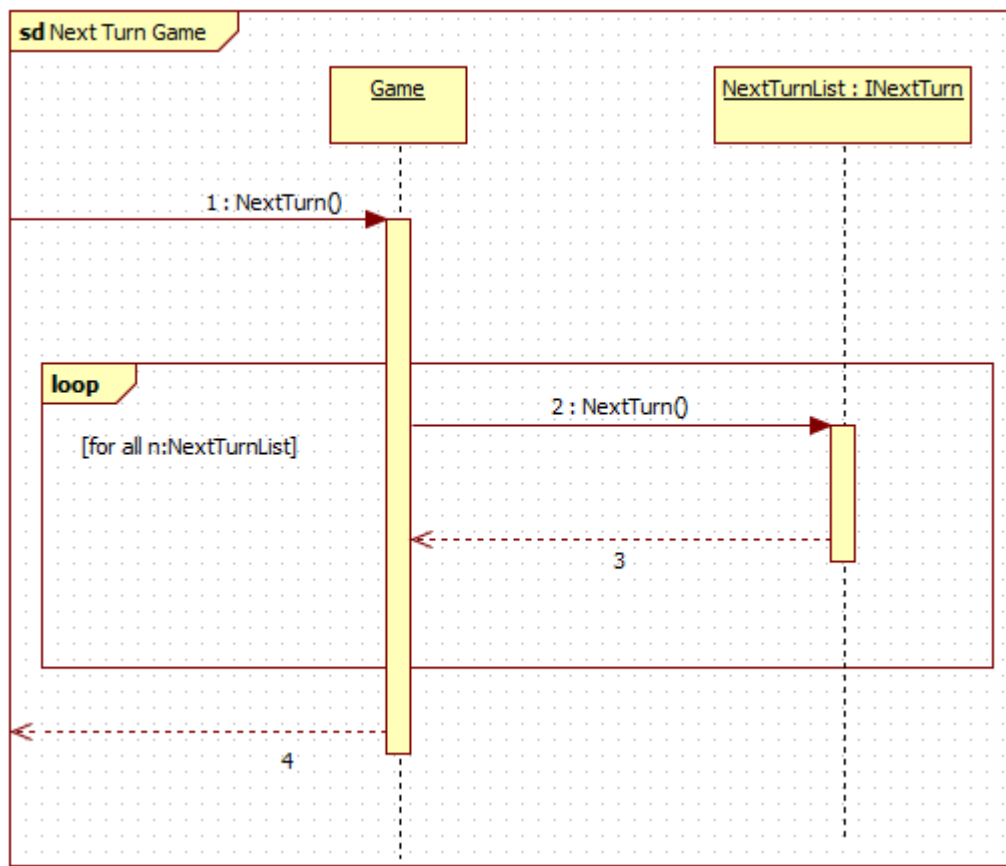 sd Next Turn Game
Game
NextTurnList : INextTurn
1 : NextTurn()
loop
2 : NextTurn()
[for all n:NextTurnList]
3
4